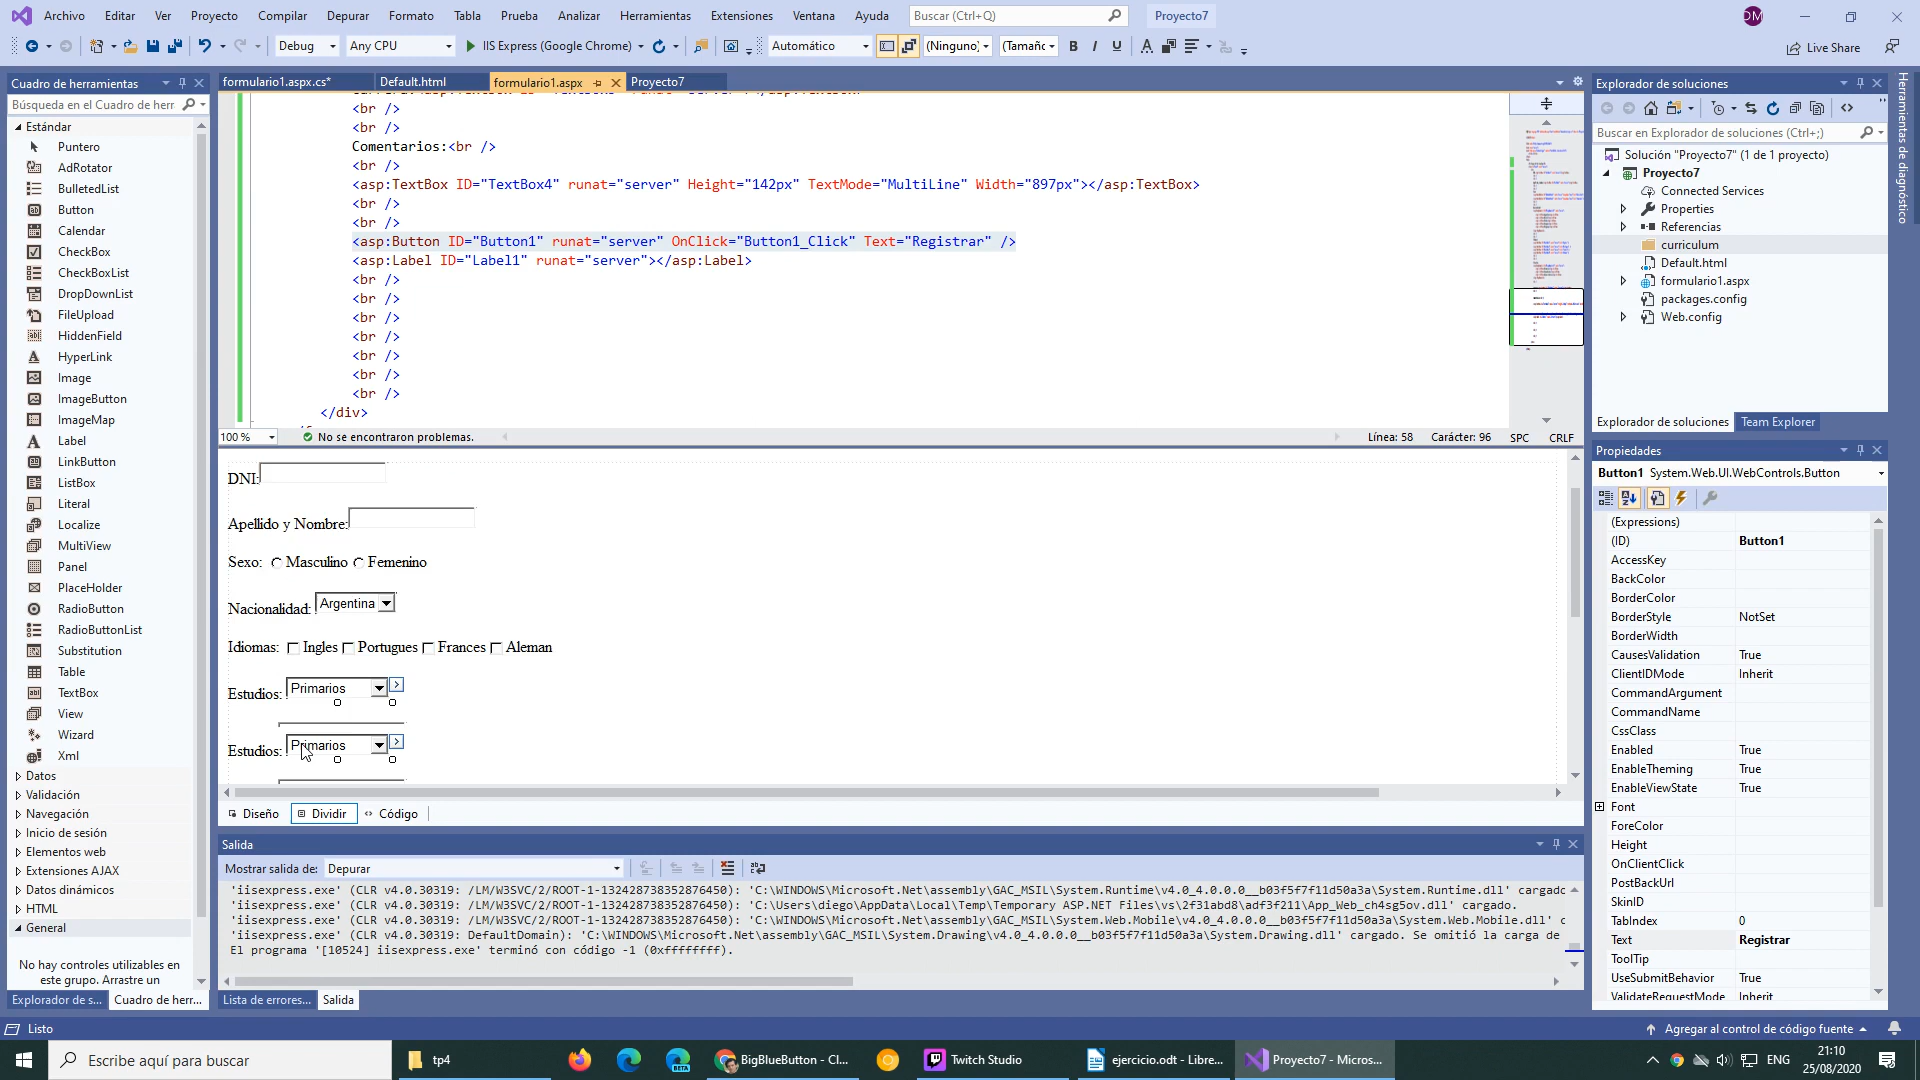 Archivo Editar Ver Proyecto Compilar Depurar Formato Tabla Prueba Analizar Herramientas Extensiones Ventana Ayuda Buscar (Ctrl+Q) Proyecto7 DM
Debug Any CPU IIS Express (Google Chrome) Automático (Ninguno) (Tamañc B I U A Live Share
Cuadro de herramientas
Búsqueda en el Cuadro de herr
Estándar
Puntero
AdRotator
BulletedList
Button
Calendar
CheckBox
CheckBoxList
DropDownList
FileUpload
HiddenField
HyperLink
Image
ImageButton
ImageMap
Label
LinkButton
ListBox
Literal
Localize
MultiView
Panel
PlaceHolder
RadioButton
RadioButtonList
Substitution
Table
TextBox
View
Wizard
Xml
Datos
Validación
Navegación
Inicio de sesión
Elementos web
Extensiones AJAX
Datos dinámicos
HTML
General
No hay controles utilizables en
este grupo. Arrastre un
Explorador de s... Cuadro de herr...
formulario1.aspx.cs* Default.html formulario1.aspx Proyecto7
<br />
<br />
Comentarios:<br />
<br />
<asp:TextBox ID="TextBox4" runat="server" Height="142px" TextMode="MultiLine" Width="897px"></asp:TextBox>
<br />
<br />
<asp:Button ID="Button1" runat="server" OnClick="Button1_Click" Text="Registrar" />
<asp:Label ID="Label1" runat="server"></asp:Label>
<br />
<br />
<br />
<br />
<br />
<br />
<br />
</div>
100 % No se encontraron problemas. Línea: 58 Carácter: 96 SPC CRLF
DNI:
Apellido y Nombre:
Sexo: Masculino Femenino
Nacionalidad: Argentina
Idiomas: Ingles Portugues Frances Aleman
Estudios: Primarios
Estudios: Primarios
Diseño Dividir Código
Salida
Mostrar salida de: Depurar
'iisexpress.exe' (CLR v4.0.30319: /LM/W3SVC/2/ROOT-1-132428738352876450): 'C:\WINDOWS\Microsoft.Net\assembly\GAC_MSIL\System.Runtime\v4.0_4.0.0.0__b03f5f7f11d50a3a\System.Runtime.dll' cargado
'iisexpress.exe' (CLR v4.0.30319: /LM/W3SVC/2/ROOT-1-132428738352876450): 'C:\Users\diego\AppData\Local\Temp\Temporary ASP.NET Files\vs\2f31abd8\adf3f211\App_Web_ch4sg5ov.dll' cargado.
'iisexpress.exe' (CLR v4.0.30319: /LM/W3SVC/2/ROOT-1-132428738352876450): 'C:\WINDOWS\Microsoft.Net\assembly\GAC_MSIL\System.Web.Mobile\v4.0_4.0.0.0__b03f5f7f11d50a3a\System.Web.Mobile.dll' c
'iisexpress.exe' (CLR v4.0.30319: DefaultDomain): 'C:\WINDOWS\Microsoft.Net\assembly\GAC_MSIL\System.Drawing\v4.0_4.0.0.0__b03f5f7f11d50a3a\System.Drawing.dll' cargado. Se omitió la carga de
El programa '[10524] iisexpress.exe' terminó con código -1 (0xffffffff).
Lista de errores... Salida
Explorador de soluciones
Buscar en Explorador de soluciones (Ctrl+;)
Solución "Proyecto7" (1 de 1 proyecto)
Proyecto7
Connected Services
Properties
Referencias
curriculum
Default.html
formulario1.aspx
packages.config
Web.config
Explorador de soluciones Team Explorer
Propiedades
Button1 System.Web.UI.WebControls.Button
(Expressions)
(ID) Button1
AccessKey
BackColor
BorderColor
BorderStyle NotSet
BorderWidth
CausesValidation True
ClientIDMode Inherit
CommandArgument
CommandName
CssClass
Enabled True
EnableTheming True
EnableViewState True
Font
ForeColor
Height
OnClientClick
PostBackUrl
SkinID
TabIndex 0
Text Registrar
ToolTip
UseSubmitBehavior True
ValidateRequestMode Inherit
Herramientas de diagnóstico
Listo Agregar al control de código fuente
Escribe aquí para buscar tp4 BETA BigBlueButton - Cl... Twitch Studio ejercicio.odt - Libre... Proyecto7 - Micros... ENG 21:10
25/08/2020